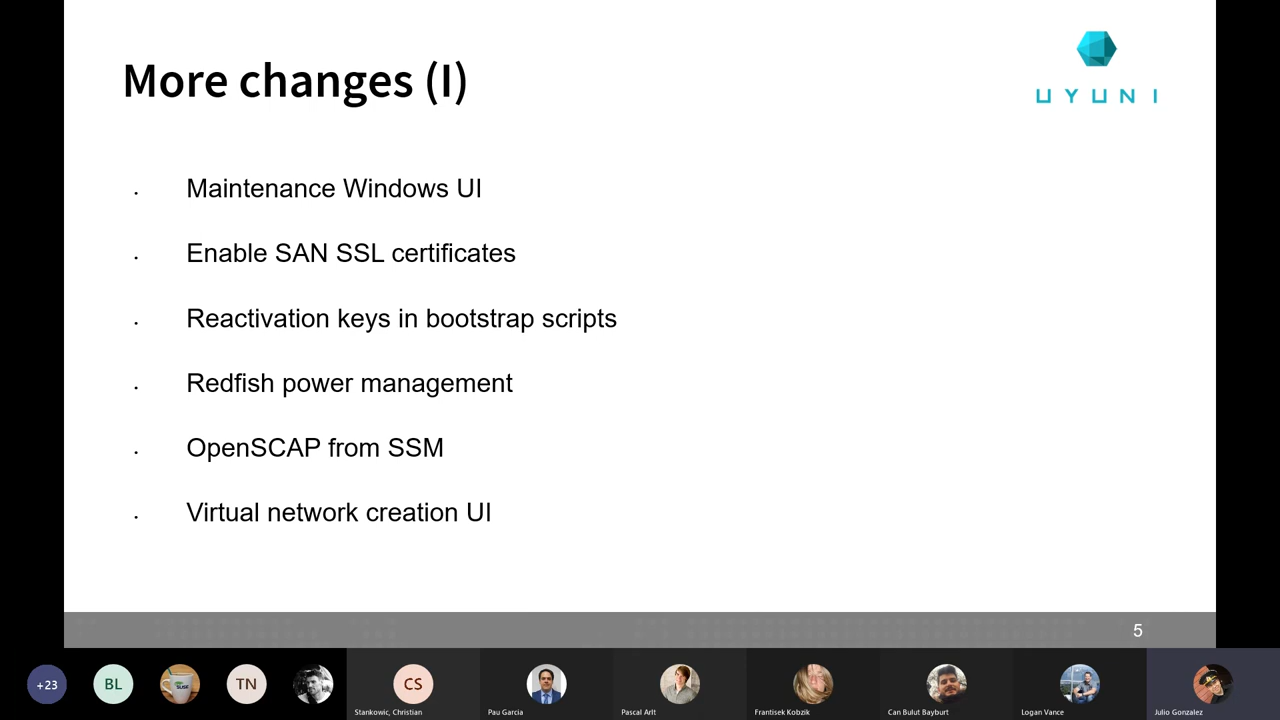 More changes (I)
UYUNI
Maintenance Windows UI
Enable SAN SSL certificates
Reactivation keys in bootstrap scripts
Redfish power management
OpenSCAP from SSM
Virtual network creation UI
5
+23
BL
TN
CS
Stankowic, Christian
Pau Garcia
Pascal Arlt
Frantisek Kobzik
Can Bulut Bayburt
Logan Vance
Julio Gonzalez